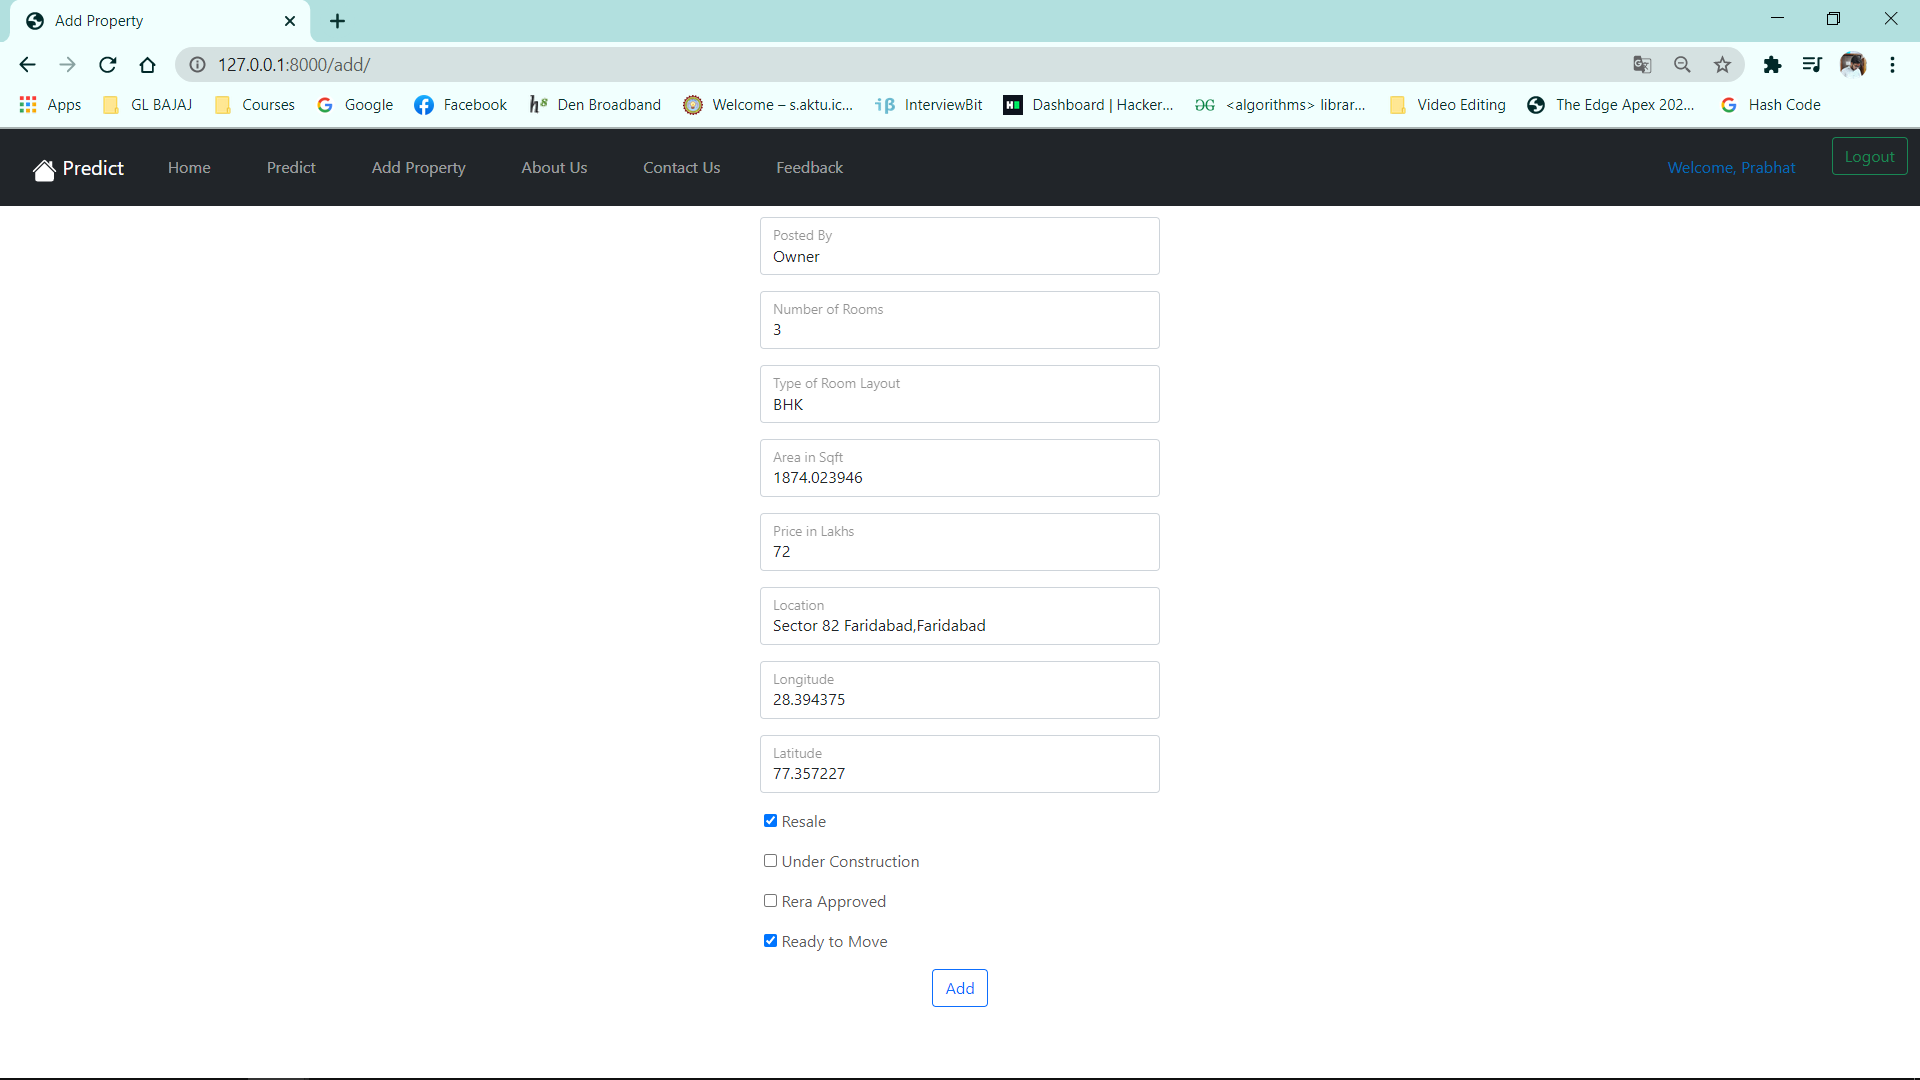 Add Property
127.0.0.1:8000/add/
Apps GL BAJAJ Courses Google Facebook Den Broadband Welcome – s.aktu.ic... InterviewBit Dashboard | Hacker... <algorithms> librar... Video Editing The Edge Apex 202... Hash Code
Predict Home Predict Add Property About Us Contact Us Feedback Welcome, Prabhat Logout
Posted By
Owner
Number of Rooms
3
Type of Room Layout
BHK
Area in Sqft
1874.023946
Price in Lakhs
72
Location
Sector 82 Faridabad,Faridabad
Longitude
28.394375
Latitude
77.357227
Resale
Under Construction
Rera Approved
Ready to Move
Add